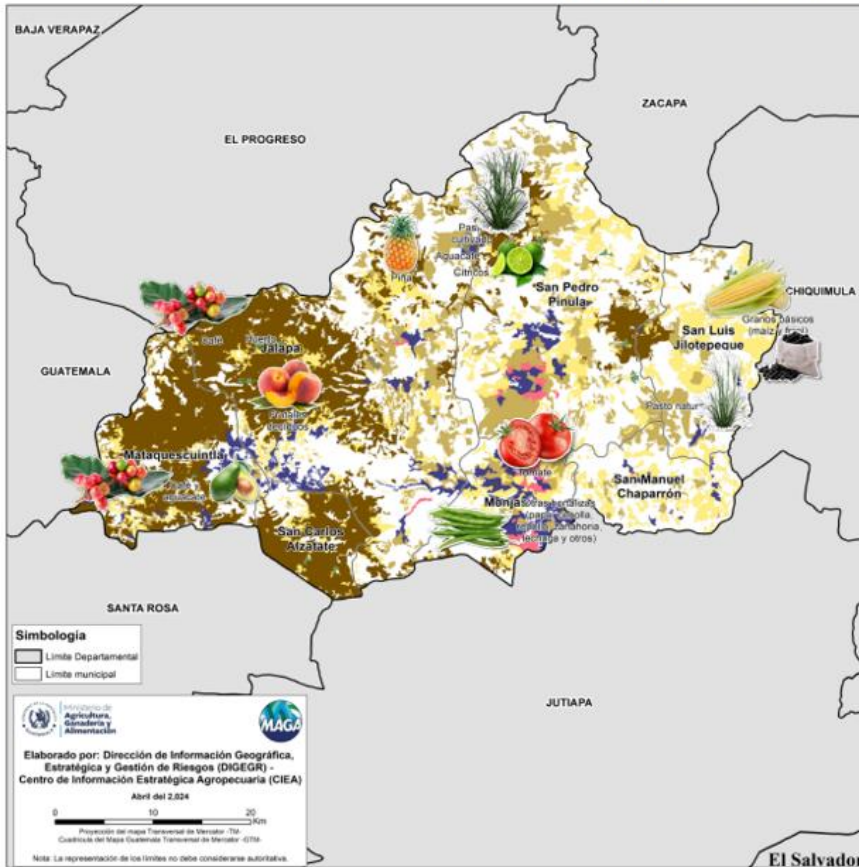 BAJA VERAPAZ
ZACAPA
EL PROGRESO
Aguacate
Cítricos
Piña
San Pedro
Pinula
CHIQUIMULA
Granos básicos
San Luis
Jilotepeque
Café
Jalapa
GUATEMALA
Frutales
Mataquescuintla
Café y
aguacate
Tomate
San Manuel
Chaparrón
Monjas
San Carlos
Alzatate
lechuga y otros)
SANTA ROSA
Simbología
Límite Departamental
Límite municipal
JUTIAPA
Ministerio de
Agricultura,
Ganadería y
Alimentación
MAGA
Elaborado por: Dirección de Información Geográfica,
Estratégica y Gestión de Riesgos (DIGEGR) -
Centro de Información Estratégica Agropecuaria (CIEA)
Abril del 2,024
0 10 20
Km
Proyección del mapa Transversal de Mercator -TM-
Cuadrícula del Mapa Guatemala Transversal de Mercator -GTM-
Nota: La representación de los límites no debe considerarse autoritativa.
El Salvador